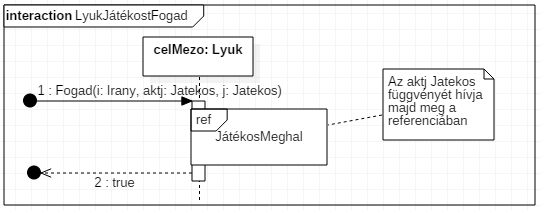 interaction LyukJátékostFogad
celMezo: Lyuk
1 : Fogad(i: Irany, aktj: Jatekos, j: Jatekos)
Az aktj Jatekos
függvényét hívja
majd meg a
referenciában
ref
JátékosMeghal
2 : true